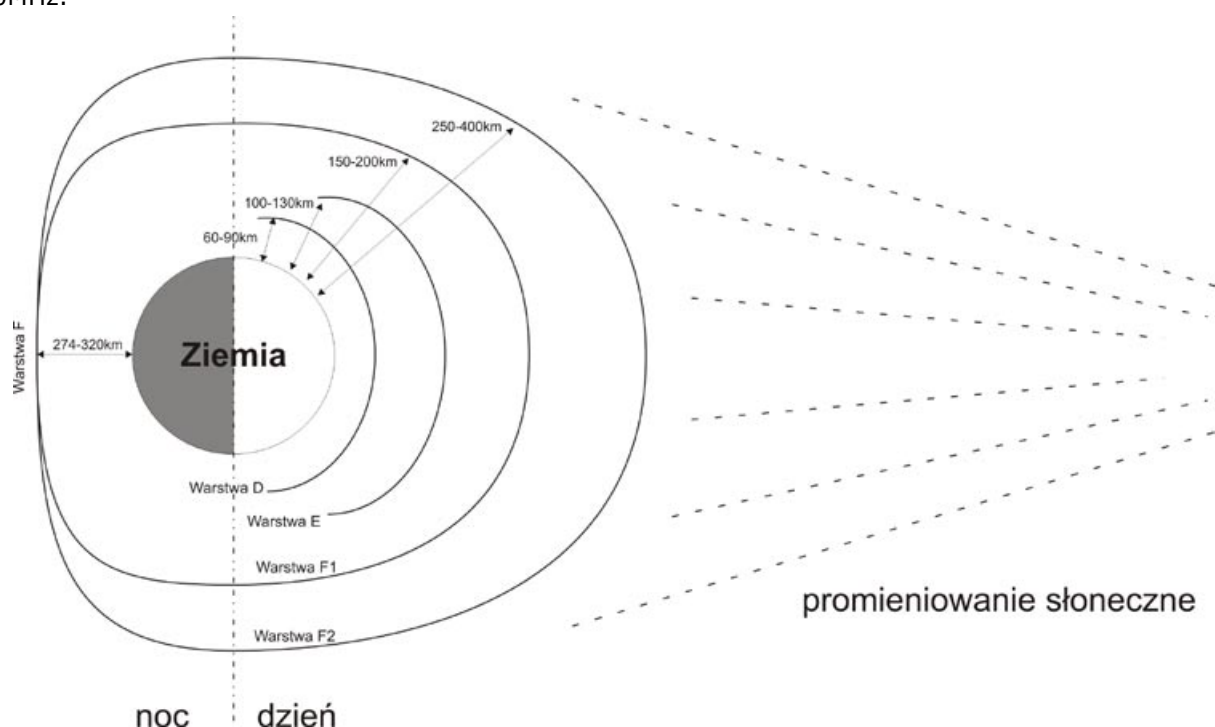 250-400km
150-200km
100-130km
60-90km
Warstwa F
274-320km
Ziemia
Warstwa D
Warstwa E
Warstwa F1
Warstwa F2
promieniowanie słoneczne
noc
dzień